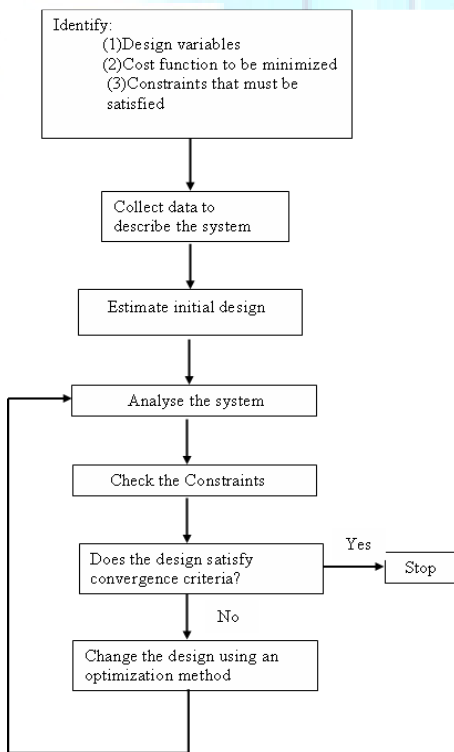 Identify:
(1)Design variables
(2)Cost function to be minimized
(3)Constraints that must be
satisfied
Collect data to
describe the system
Estimate initial design
Analyse the system
Check the Constraints
Does the design satisfy
convergence criteria?
Yes
Stop
No
Change the design using an
optimization method